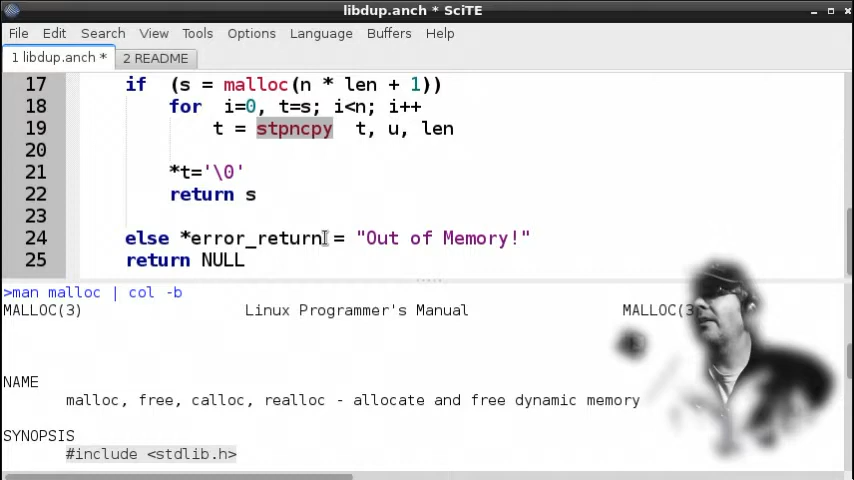 libdup.anch * SciTE
File Edit Search View Tools Options Language Buffers Help
1 libdup.anch * 2 README
17 if (s = malloc(n * len + 1))
18 for i=0, t=s; i<n; i++
19 t = stpncpy t, u, len
20
21 *t='\0'
22 return s
23
24 else *error_return = "Out of Memory!"
25 return NULL
>man malloc | col -b
MALLOC(3) Linux Programmer's Manual MALLOC(3
NAME
malloc, free, calloc, realloc - allocate and free dynamic memory
SYNOPSIS
#include <stdlib.h>